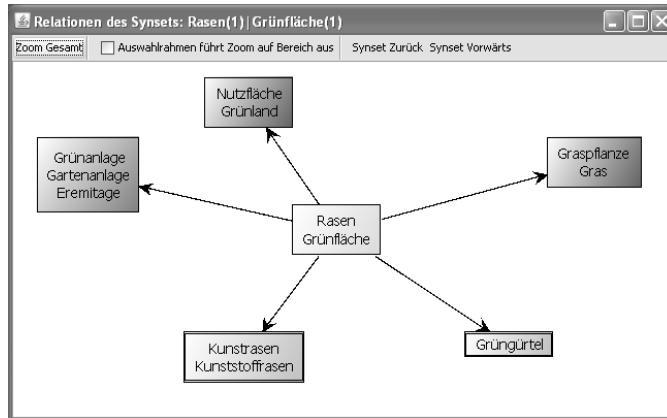 Relationen des Synsets: Rasen(1)|Grünfläche(1)
Zoom Gesamt Auswahlrahmen führt Zoom auf Bereich aus Synset Zurück Synset Vorwärts
Nutzfläche
Grünland
Grünanlage
Gartenanlage
Eremitage
Graspflanze
Gras
Rasen
Grünfläche
Kunstrasen
Kunststoffrasen
Grüngürtel